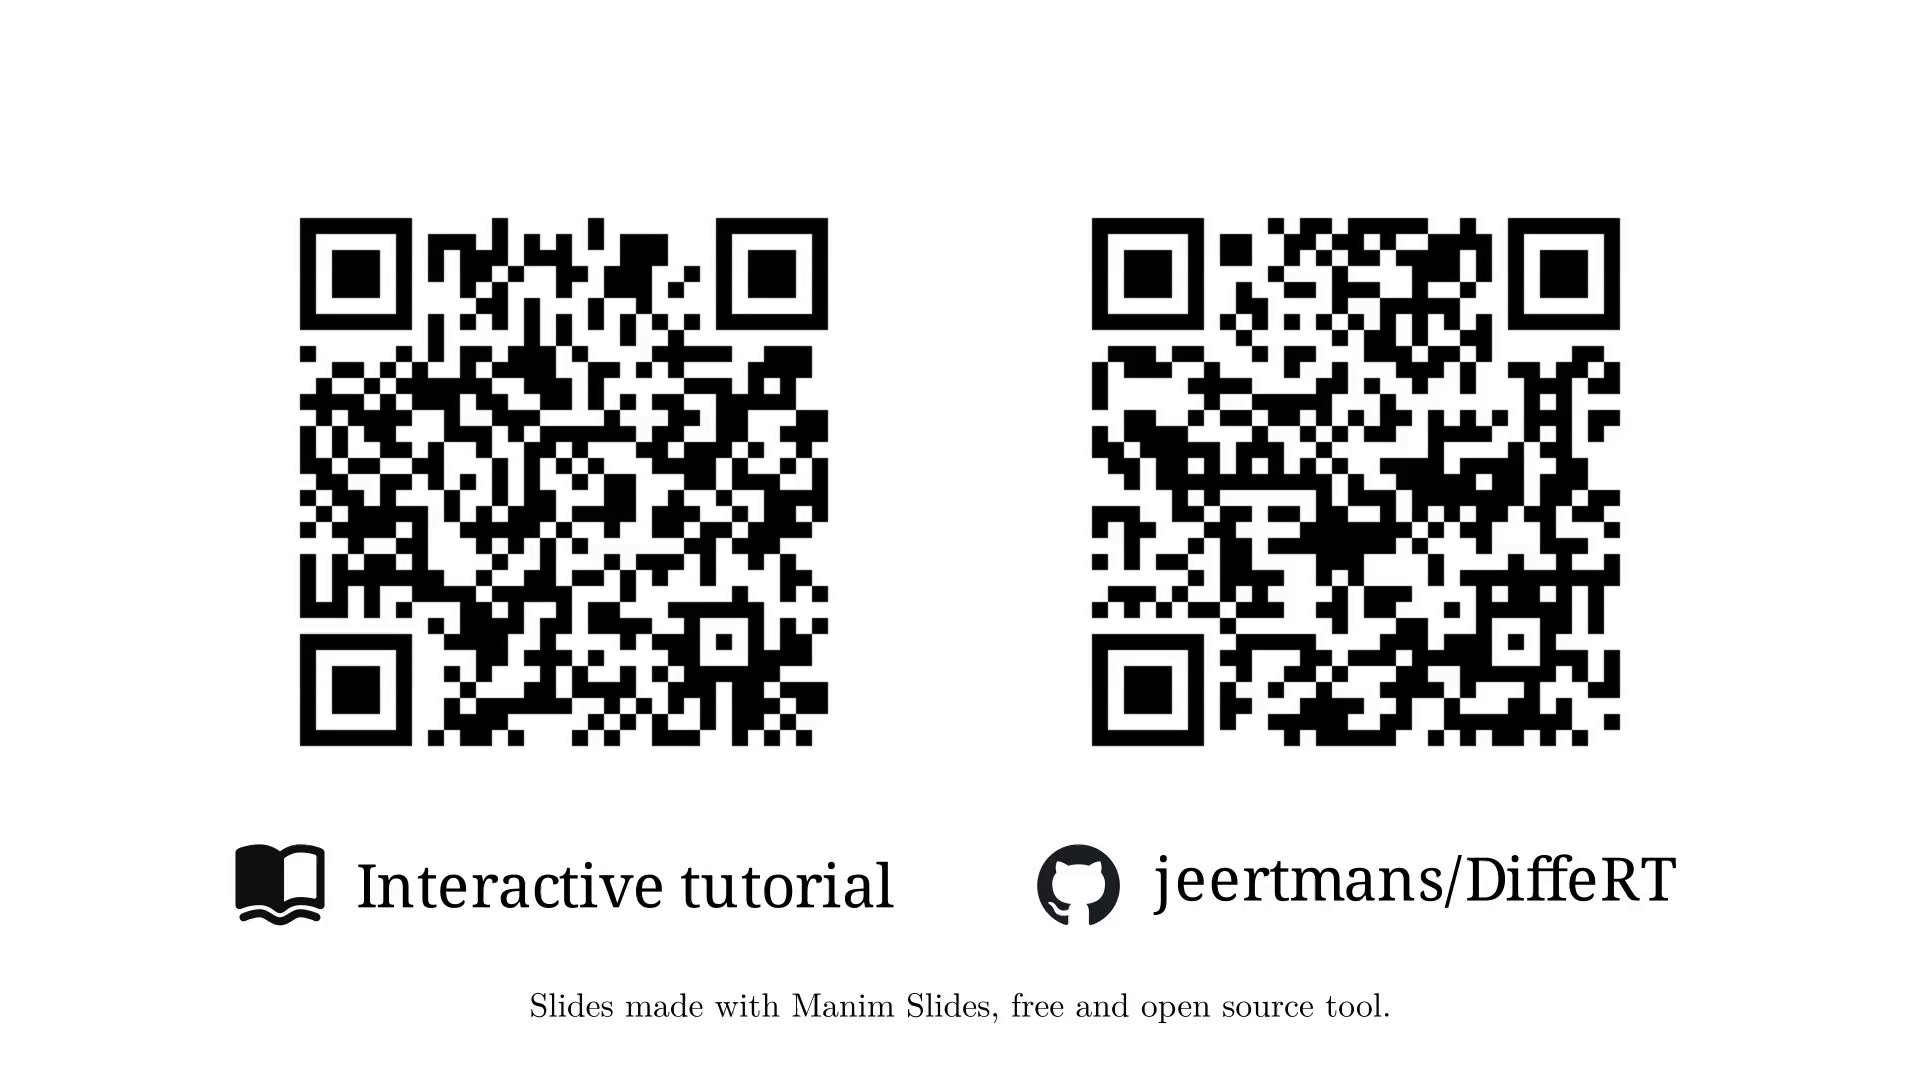 Interactive tutorial
jeertmans/DiffeRT
Slides made with Manim Slides, free and open source tool.